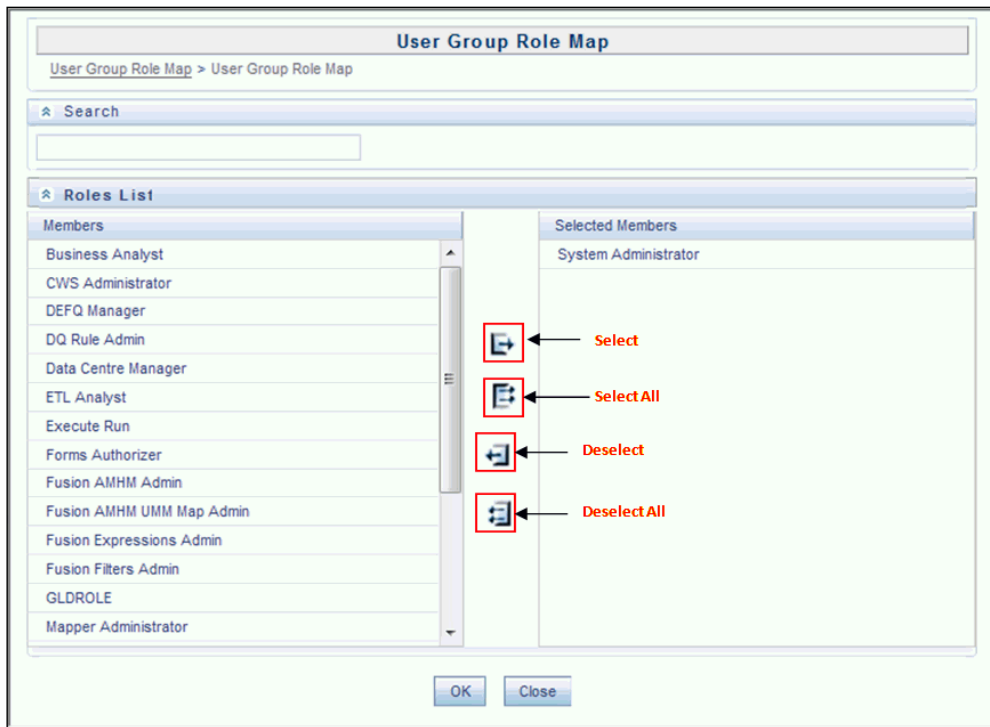 User Group Role Map
User Group Role Map > User Group Role Map
Search
Roles List
Members
Business Analyst
CWS Administrator
DEFQ Manager
DQ Rule Admin
Data Centre Manager
ETL Analyst
Execute Run
Forms Authorizer
Fusion AMHM Admin
Fusion AMHM UMM Map Admin
Fusion Expressions Admin
Fusion Filters Admin
GLDROLE
Mapper Administrator
Select
Select All
Deselect
Deselect All
Selected Members
System Administrator
OK
Close